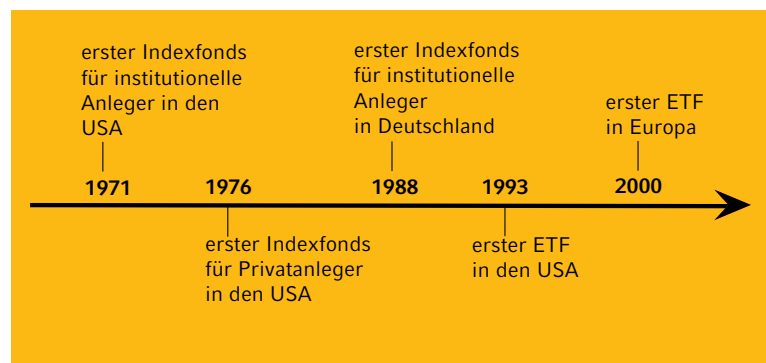 erster Indexfonds
für institutionelle
Anleger in den
USA
1971
1976
erster Indexfonds
für Privatanleger
in den USA
erster Indexfonds
für institutionelle
Anleger
in Deutschland
1988
1993
erster ETF
in den USA
erster ETF
in Europa
2000